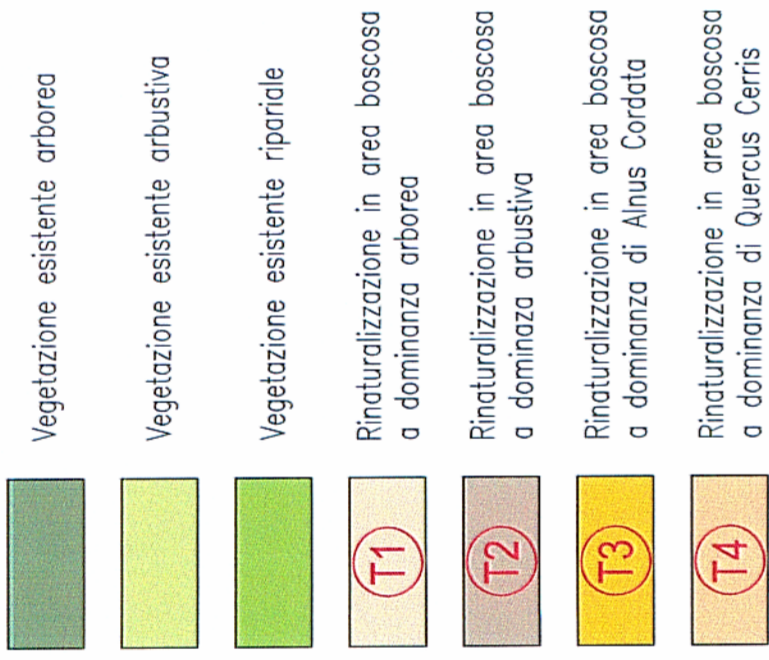 Vegetazione esistente arborea
Vegetazione esistente arbustiva
Vegetazione esistente ripariale
T1
Rinaturalizzazione in area boscosa
a dominanza arborea
T2
Rinaturalizzazione in area boscosa
a dominaza arbustiva
T3
Rinaturalizzazione in area boscosa
a dominanza di Alnus Cordata
T4
Rinaturalizzazione in area boscosa
a dominanza di Quercus Cerris